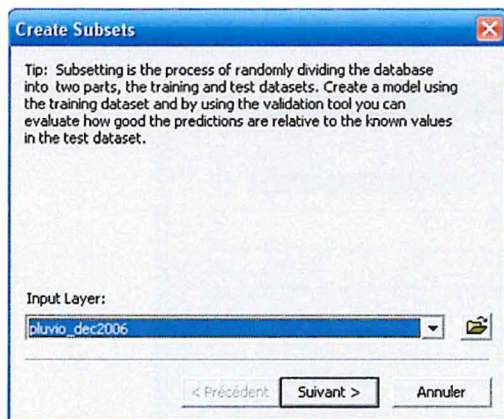 Create Subsets
Tip: Subsetting is the process of randomly dividing the database
into two parts, the training and test datasets. Create a model using
the training dataset and by using the validation tool you can
evaluate how good the predictions are relative to the known values
in the test dataset.
Input Layer:
pluvio_dec2006
< Précédent
Suivant >
Annuler